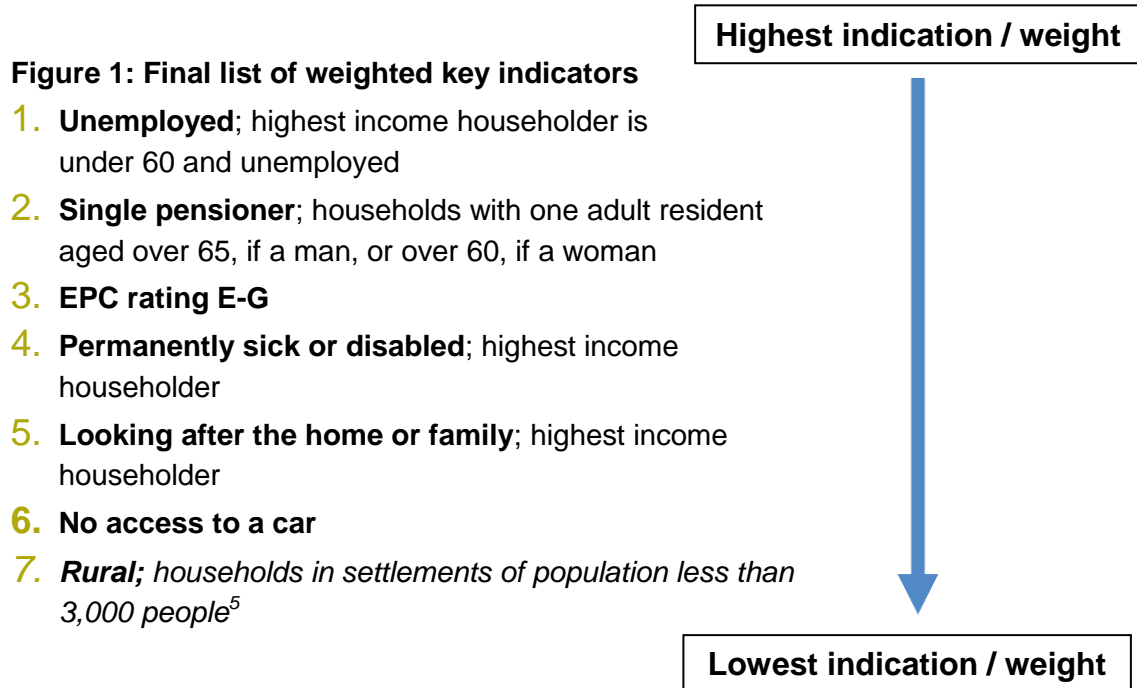 Highest indication / weight
Figure 1: Final list of weighted key indicators
1. Unemployed; highest income householder is
under 60 and unemployed
2. Single pensioner; households with one adult resident
aged over 65, if a man, or over 60, if a woman
3. EPC rating E-G
4. Permanently sick or disabled; highest income
householder
5. Looking after the home or family; highest income
householder
6. No access to a car
7. Rural; households in settlements of population less than
3,000 people⁵
Lowest indication / weight